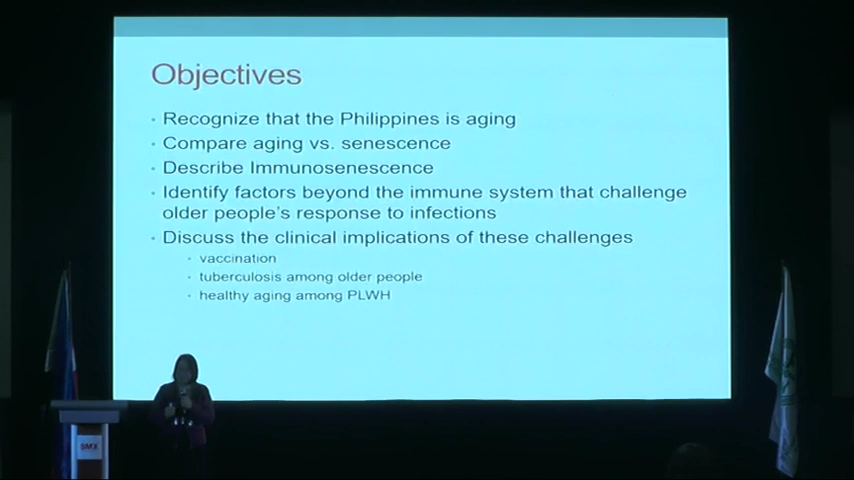 Objectives
• Recognize that the Philippines is aging
• Compare aging vs. senescence
• Describe Immunosenescence
• Identify factors beyond the immune system that challenge
older people's response to infections
• Discuss the clinical implications of these challenges
• vaccination
• tuberculosis among older people
• healthy aging among PLWH
SMX